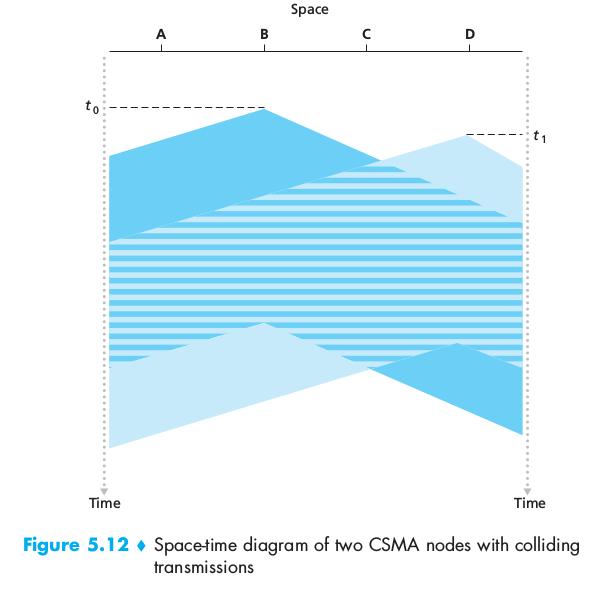 Space
A B C D
t0
t1
Time Time
Figure 5.12 ♦ Space-time diagram of two CSMA nodes with colliding
transmissions